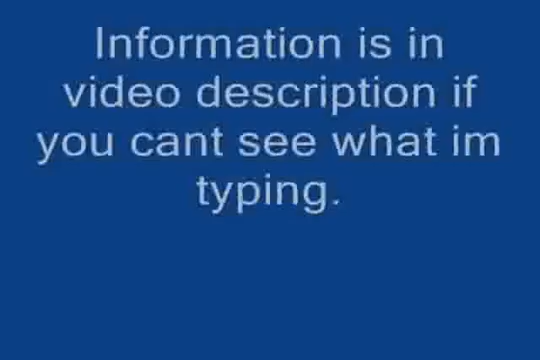 Information is in
video description if
you cant see what im
typing.